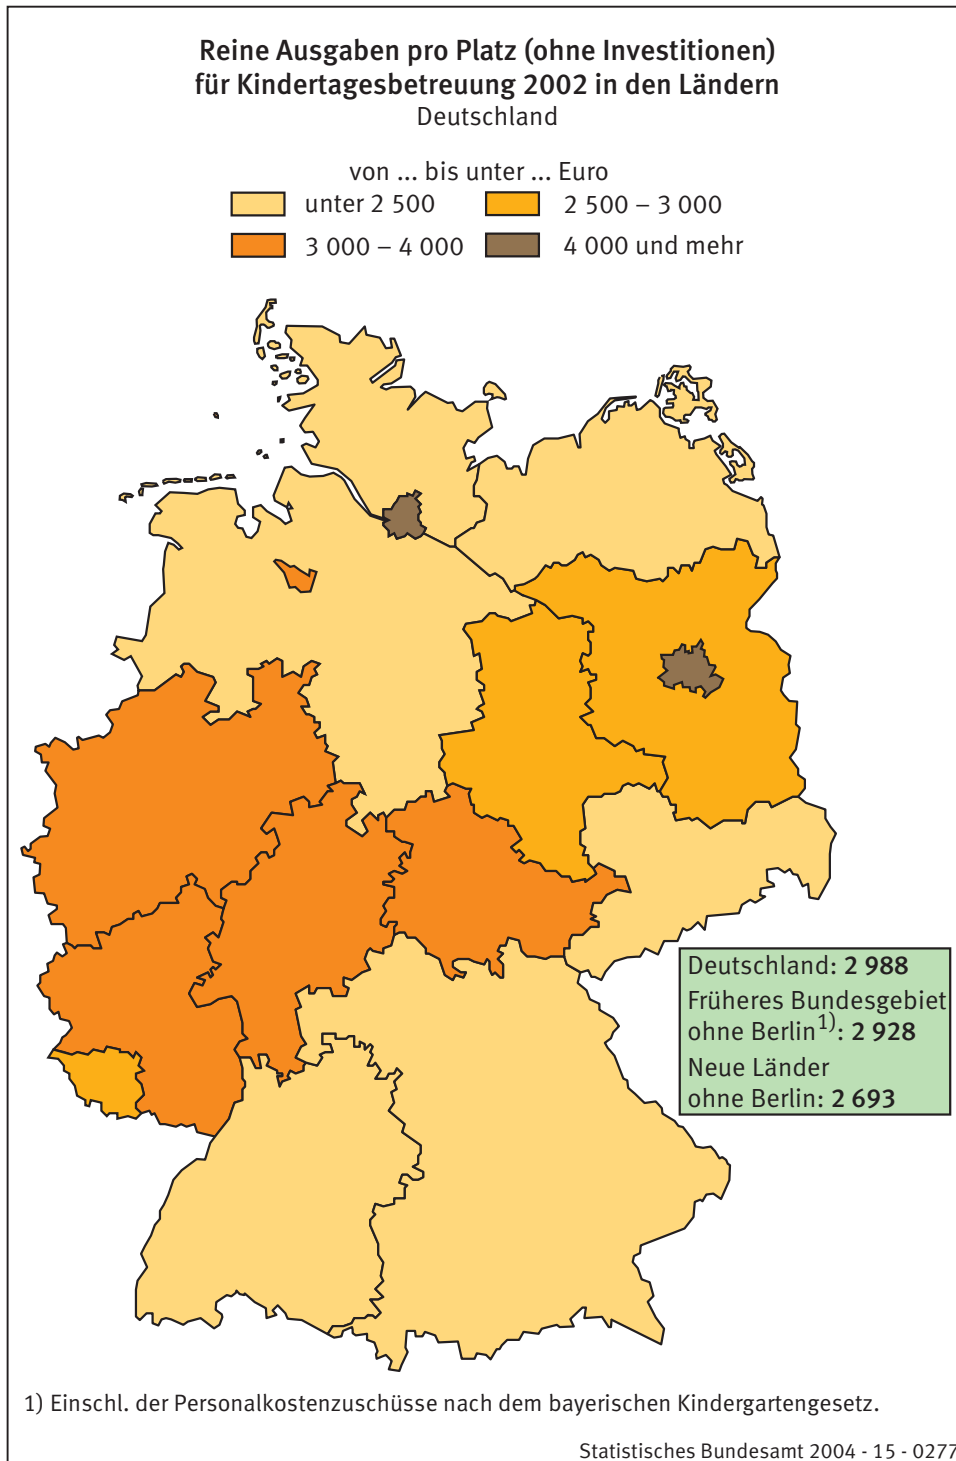 Reine Ausgaben pro Platz (ohne Investitionen)
für Kindertagesbetreuung 2002 in den Ländern
Deutschland
von ... bis unter ... Euro
unter 2 500
2 500 – 3 000
3 000 – 4 000
4 000 und mehr
Deutschland: 2 988
Früheres Bundesgebiet
ohne Berlin1): 2 928
Neue Länder
ohne Berlin: 2 693
1) Einschl. der Personalkostenzuschüsse nach dem bayerischen Kindergartengesetz.
Statistisches Bundesamt 2004 - 15 - 0277